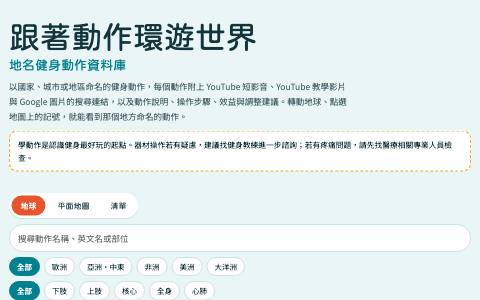 跟著動作環遊世界
地名健身動作資料庫
以國家、城市或地區命名的健身動作，每個動作附上 YouTube 短影音、YouTube 教學影片
與 Google 圖片的搜尋連結，以及動作說明、操作步驟、效益與調整建議。轉動地球、點選
地圖上的記號，就能看到那個地方命名的動作。
學動作是認識健身最好玩的起點。器材操作若有疑慮，建議找健身教練進一步諮詢；若有疼痛問題，請先找醫療相關專業人員檢
查。
地球 平面地圖 清單
搜尋動作名稱、英文名或部位
全部 歐洲 亞洲・中東 非洲 美洲 大洋洲
全部 下肢 上肢 核心 全身 心肺